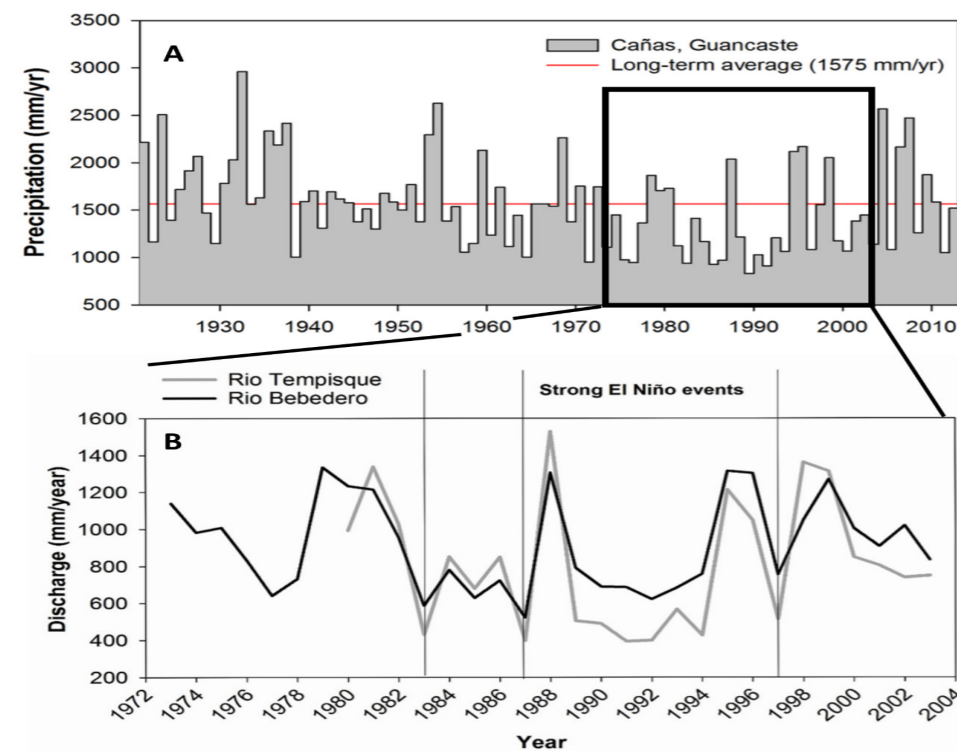 3500
3000
2500
2000
1500
1000
500
Precipitation (mm/yr)
A
Cañas, Guancaste
Long-term average (1575 mm/yr)
1930 1940 1950 1960 1970 1980 1990 2000 2010
Rio Tempisque
Rio Bebedero
Strong El Niño events
B
1600
1400
1200
1000
800
600
400
200
Discharge (mm/year)
1972 1974 1976 1978 1980 1982 1984 1986 1988 1990 1992 1994 1996 1998 2000 2002 2004
Year